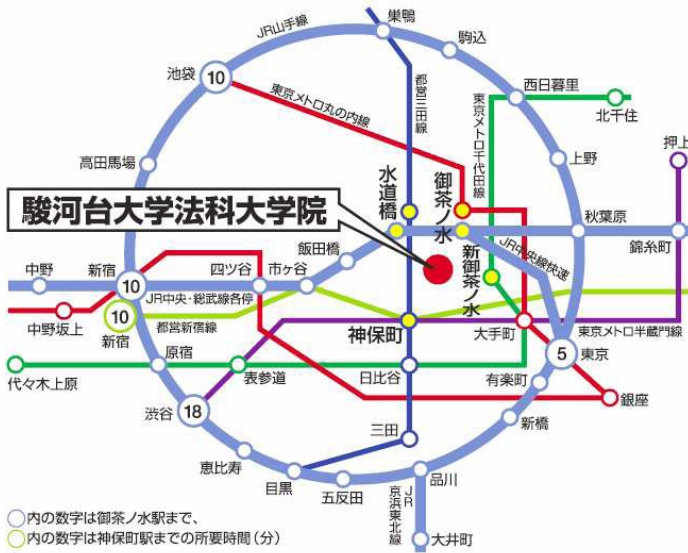 JR山手線
巣鴨
駒込
池袋
10
東京メトロ丸の内線
都営三田線
東京メトロ千代田線
西日暮里
北千住
高田馬場
上野
押上
駿河台大学法科大学院
水道橋
御茶ノ水
新御茶ノ水
秋葉原
錦糸町
飯田橋
JR中央線快速
中野
新宿
10
四ツ谷
市ヶ谷
JR中央・総武線各停
中野坂上
10
新宿
都営新宿線
神保町
大手町
東京メトロ半蔵門線
5
東京
代々木上原
原宿
表参道
日比谷
有楽町
銀座
渋谷
18
新橋
三田
恵比寿
目黒
五反田
品川
JR京浜東北線
大井町
内の数字は御茶ノ水駅まで、
内の数字は神保町駅までの所要時間(分)